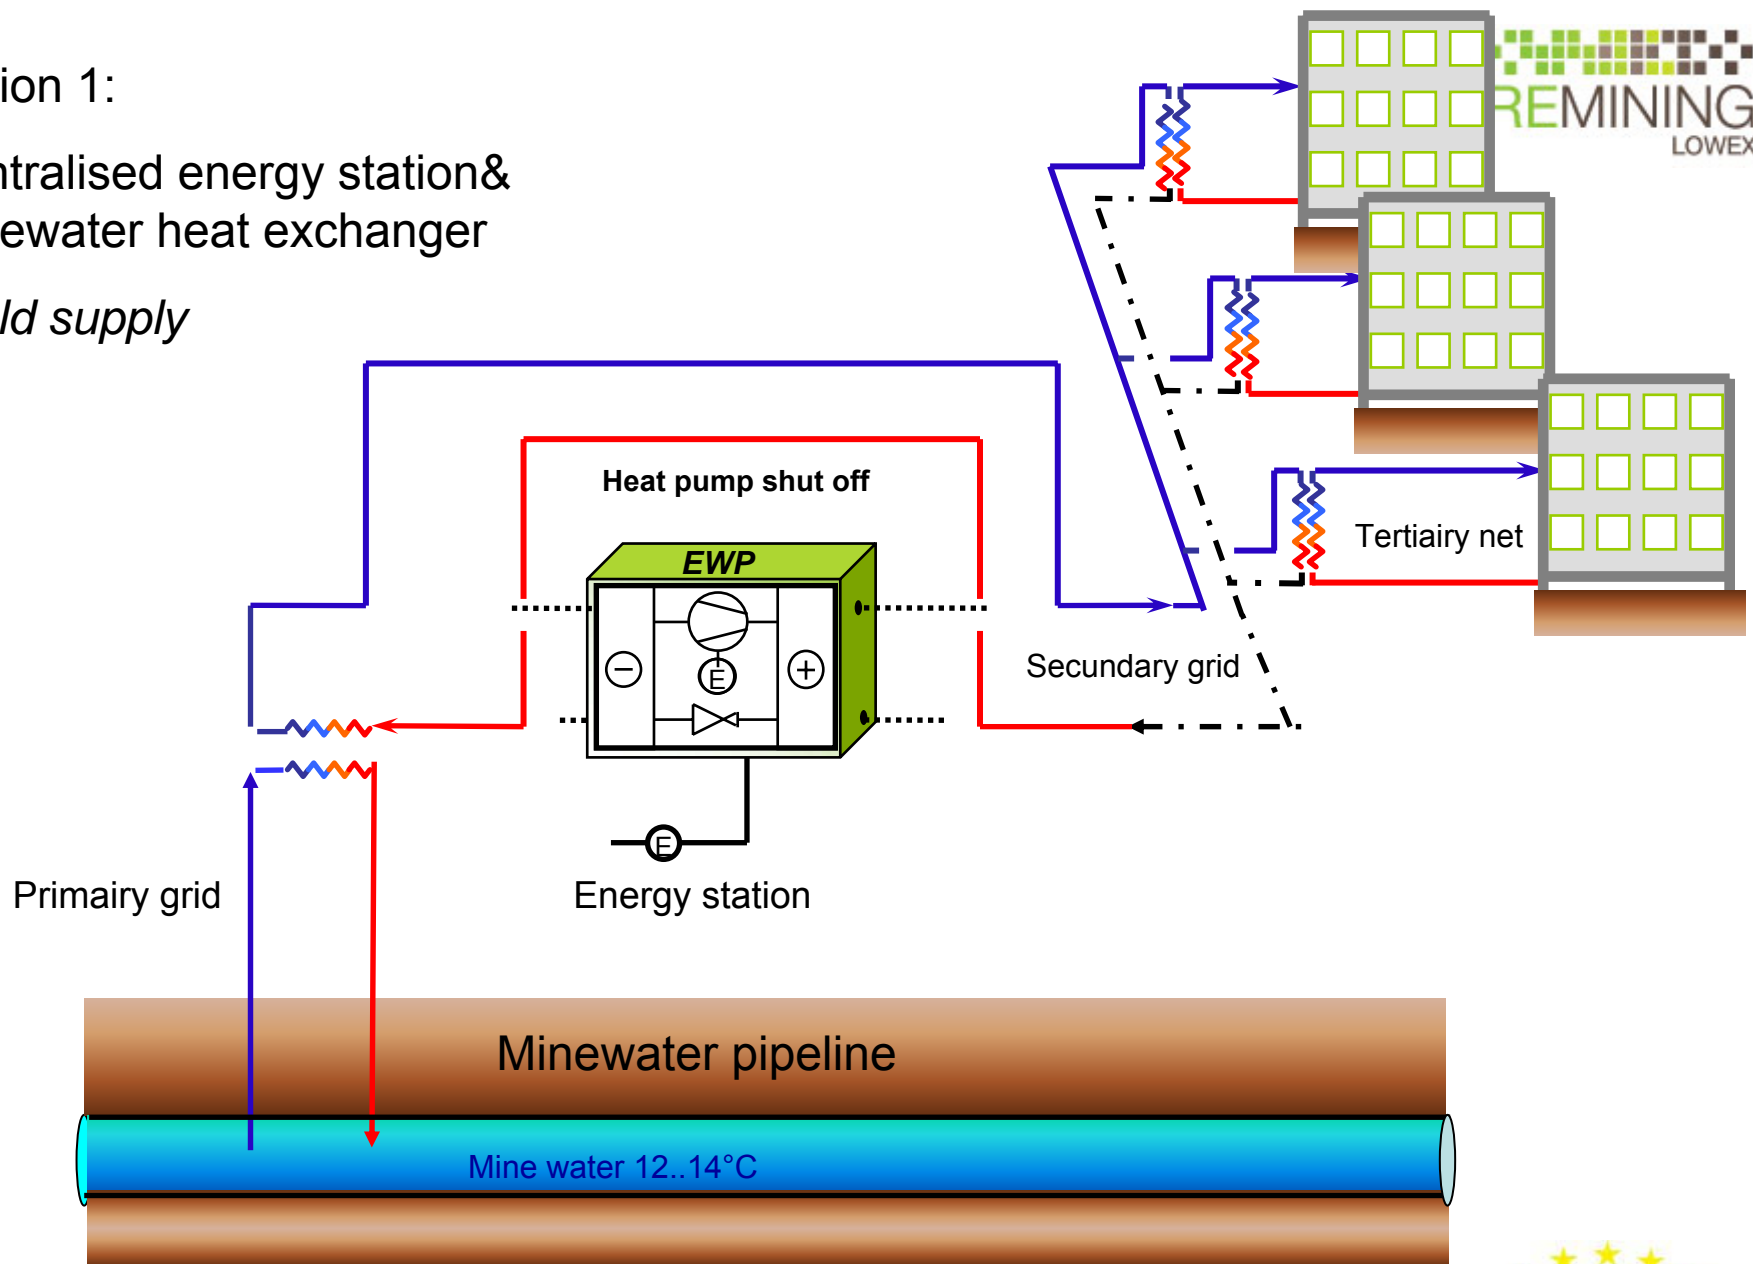 ion 1:
ntralised energy station&
ewater heat exchanger
ld supply
REMINING
LOWEX
Heat pump shut off
EWP
E
Tertiairy net
Secundary grid
E
Primairy grid
Energy station
Minewater pipeline
Mine water 12..14°C